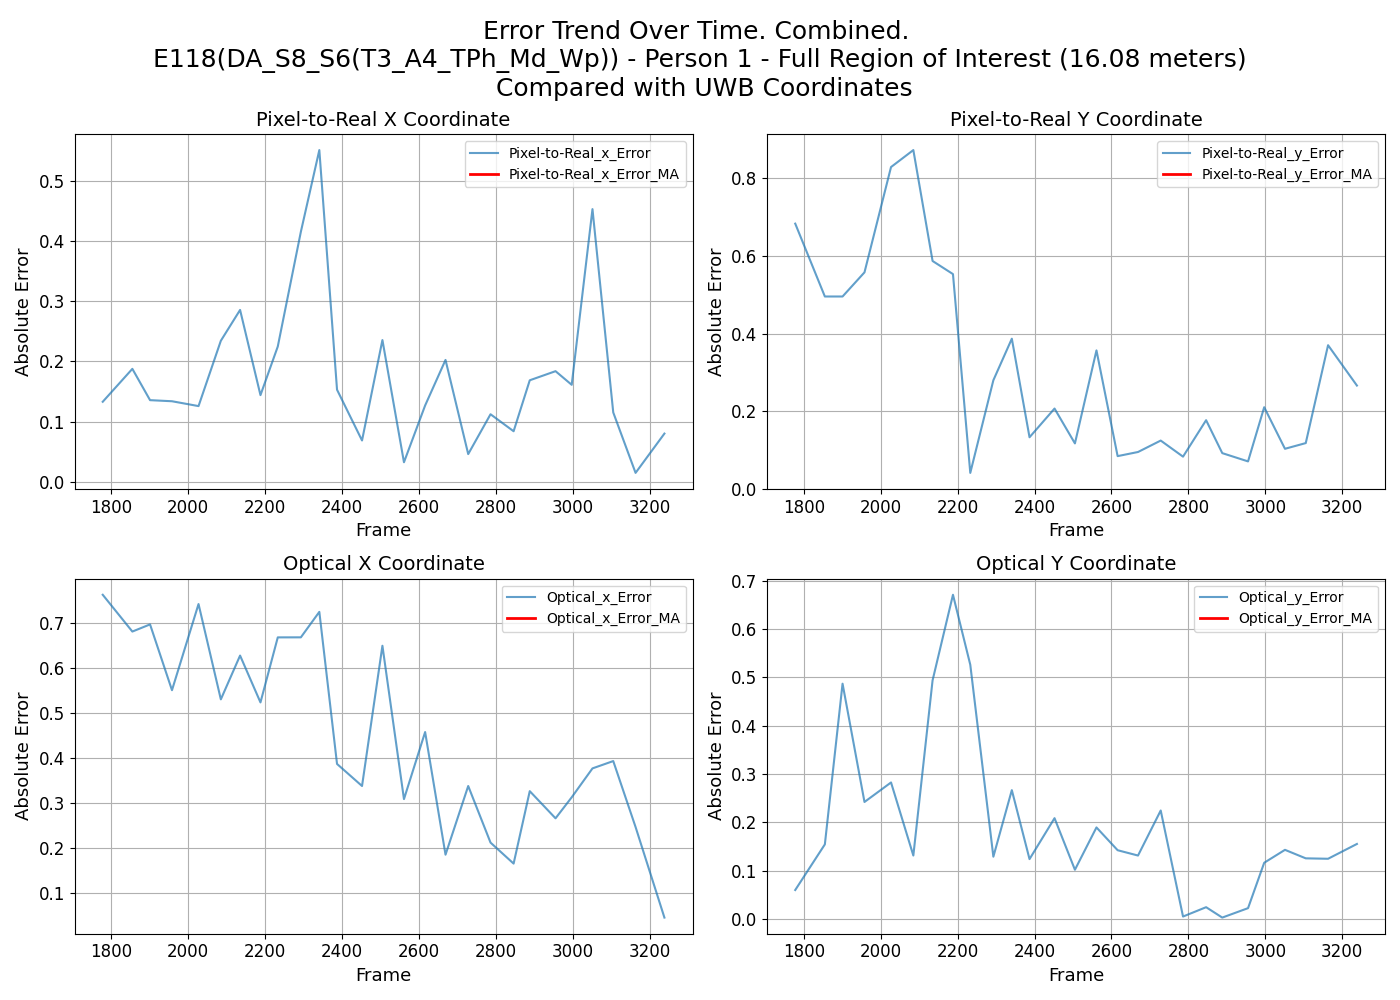 Error Trend Over Time. Combined.
E118(DA_S8_S6(T3_A4_TPh_Md_Wp)) - Person 1 - Full Region of Interest (16.08 meters)
Compared with UWB Coordinates
Pixel-to-Real X Coordinate
Pixel-to-Real_x_Error
Pixel-to-Real_x_Error_MA
Absolute Error
0.5
0.4
0.3
0.2
0.1
0.0
1800 2000 2200 2400 2600 2800 3000 3200
Frame
Pixel-to-Real Y Coordinate
Pixel-to-Real_y_Error
Pixel-to-Real_y_Error_MA
Absolute Error
0.8
0.6
0.4
0.2
0.0
1800 2000 2200 2400 2600 2800 3000 3200
Frame
Optical X Coordinate
Optical_x_Error
Optical_x_Error_MA
Absolute Error
0.7
0.6
0.5
0.4
0.3
0.2
0.1
1800 2000 2200 2400 2600 2800 3000 3200
Frame
Optical Y Coordinate
Optical_y_Error
Optical_y_Error_MA
Absolute Error
0.7
0.6
0.5
0.4
0.3
0.2
0.1
0.0
1800 2000 2200 2400 2600 2800 3000 3200
Frame